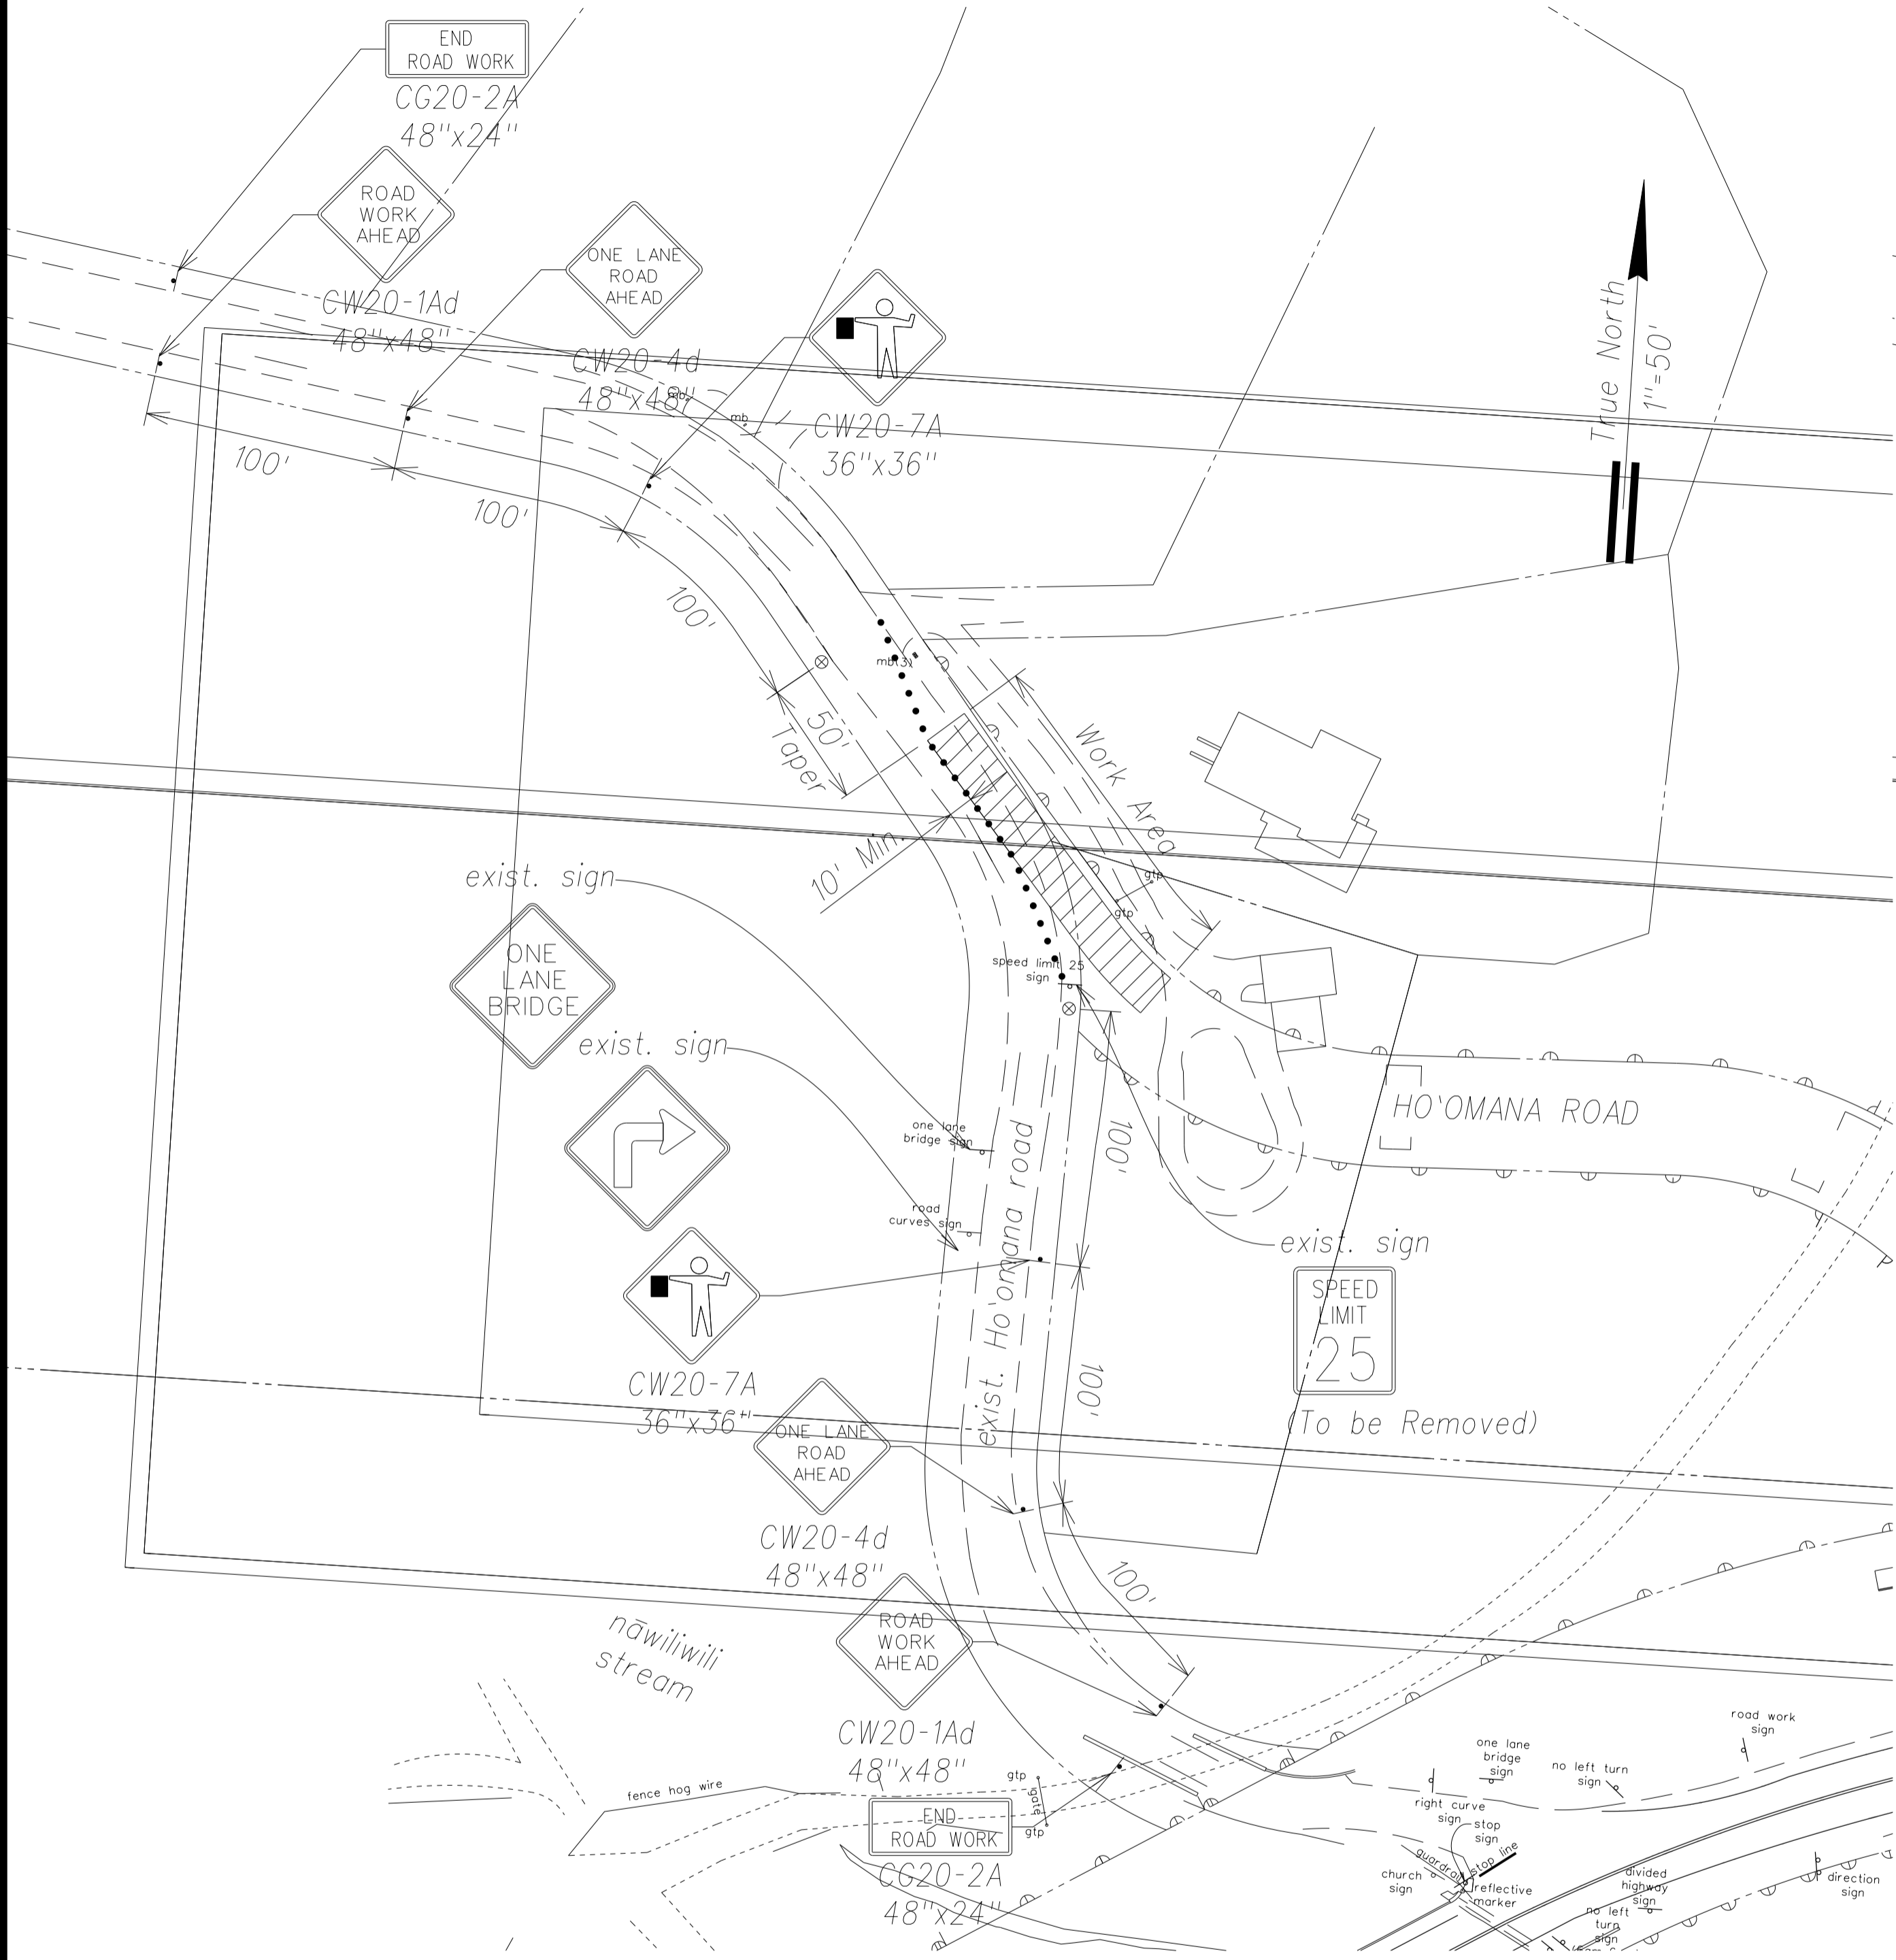 END
ROAD WORK
CG20-2A
48"x24"
ROAD
WORK
AHEAD
CW20-1Ad
48"x48"
ONE LANE
ROAD
AHEAD
CW20-4d
48"x48"
mb
mb
CW20-7A
36"x36"
True North
1"=50'
100'
100'
100'
mb(3)
50'
Taper
Work Area
10' Min.
gtp
gtp
exist. sign
ONE
LANE
BRIDGE
speed limit 25
sign
exist. sign
one lane
bridge sign
road
curves sign
HO'OMANA ROAD
100'
exist. Ho'omana road
exist. sign
SPEED
LIMIT
25
(To be Removed)
CW20-7A
36"x36"
100'
ONE LANE
ROAD
AHEAD
CW20-4d
48"x48"
100'
ROAD
WORK
AHEAD
CW20-1Ad
48"x48"
nāwiliwili
stream
fence hog wire
gtp
gate
gtp
END
ROAD WORK
CG20-2A
48"x24"
road work
sign
one lane
bridge
sign
no left turn
sign
right curve
sign
stop
sign
guardrail
stop line
church
sign
reflective
marker
divided
highway
sign
direction
sign
no left
turn
sign